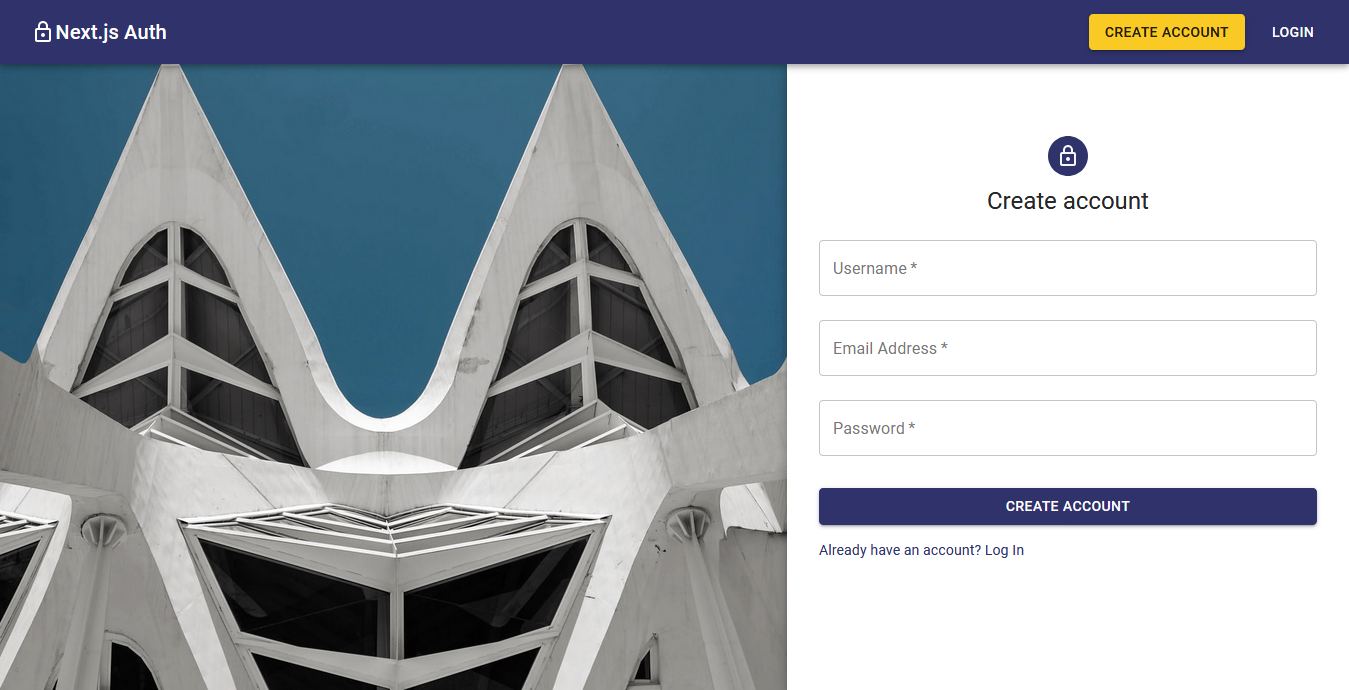 Next.js Auth
CREATE ACCOUNT
LOGIN
Create account
Username *
Email Address *
Password *
CREATE ACCOUNT
Already have an account? Log In